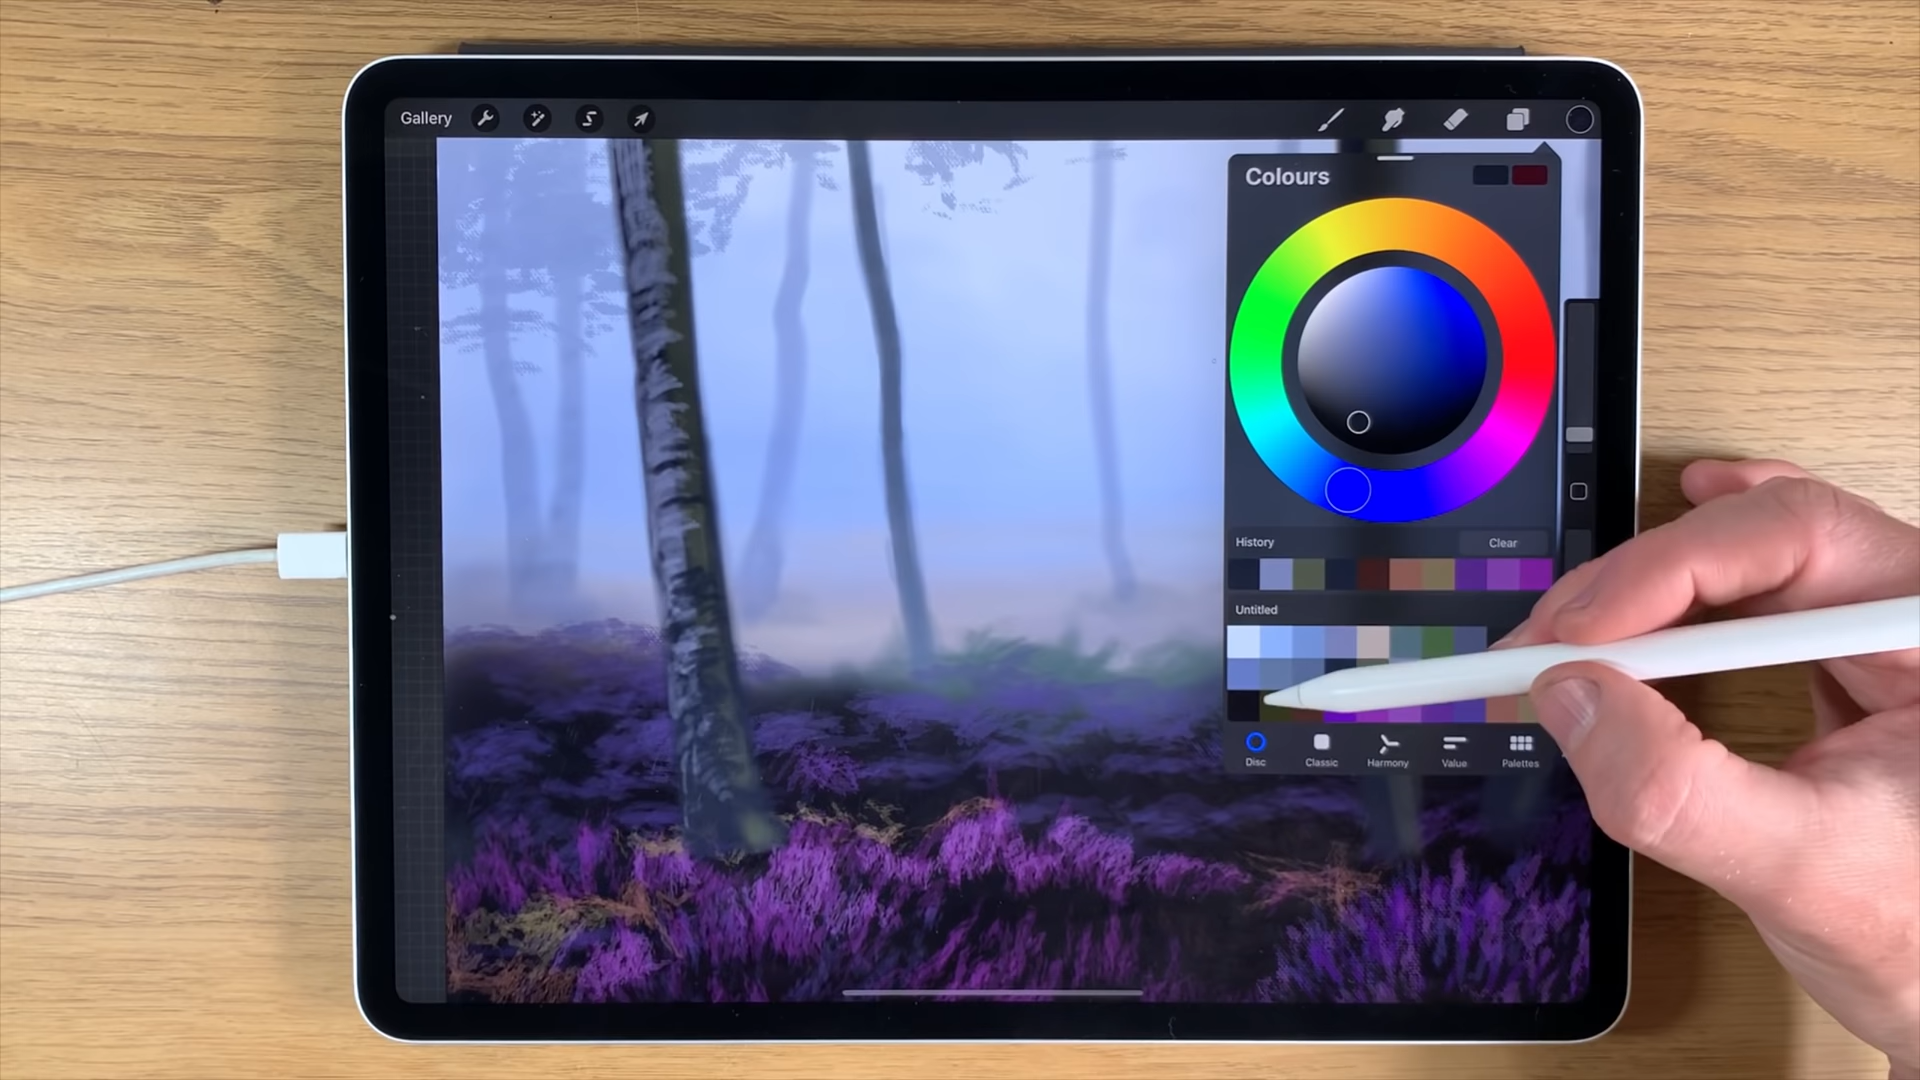 Gallery
Colours
History Clear
Untitled
Disc Classic Harmony Value Palettes